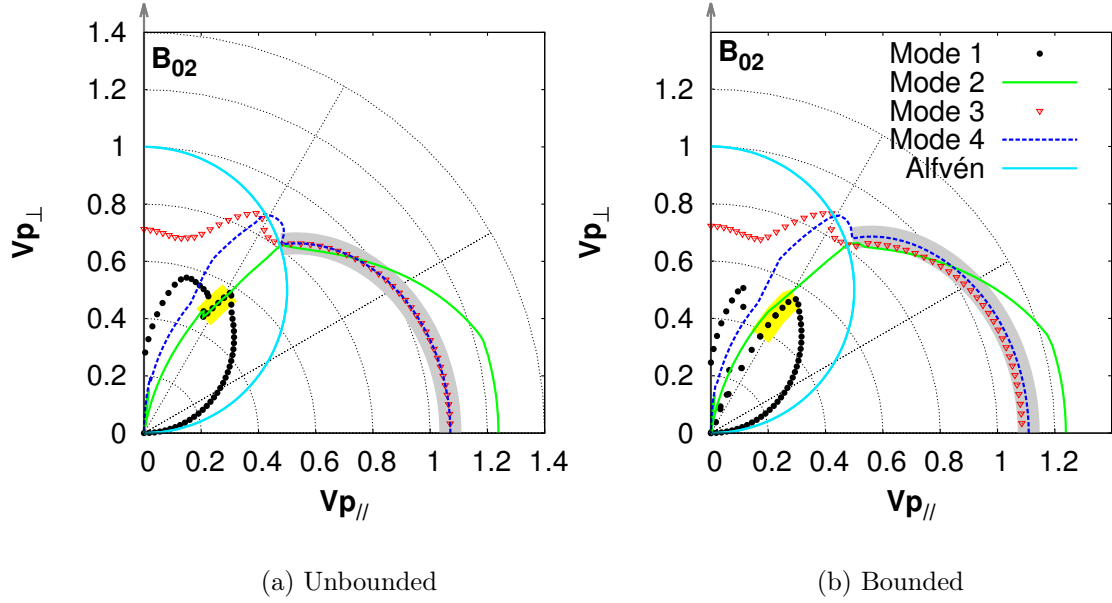 1.4
1.2
1
0.8
0.6
0.4
0.2
0
0 0.2 0.4 0.6 0.8 1 1.2 1.4
B02
Vp⊥
Vp//
(a) Unbounded
1.2
1
0.8
0.6
0.4
0.2
0
0 0.2 0.4 0.6 0.8 1 1.2
B02
Mode 1
Mode 2
Mode 3
Mode 4
Alfvén
Vp⊥
Vp//
(b) Bounded